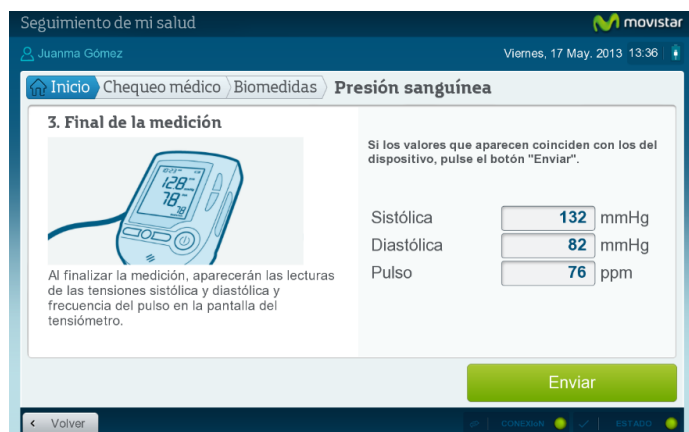 Seguimiento de mi salud
movistar
Juanma Gómez
Viernes, 17 May. 2013 13:36
Inicio Chequeo médico Biomedidas Presión sanguínea
3. Final de la medición
128
78
78
Al finalizar la medición, aparecerán las lecturas
de las tensiones sistólica y diastólica y
frecuencia del pulso en la pantalla del
tensiómetro.
Si los valores que aparecen coinciden con los del
dispositivo, pulse el botón "Enviar".
Sistólica 132 mmHg
Diastólica 82 mmHg
Pulso 76 ppm
Enviar
Volver
CONEXIÓN
ESTADO